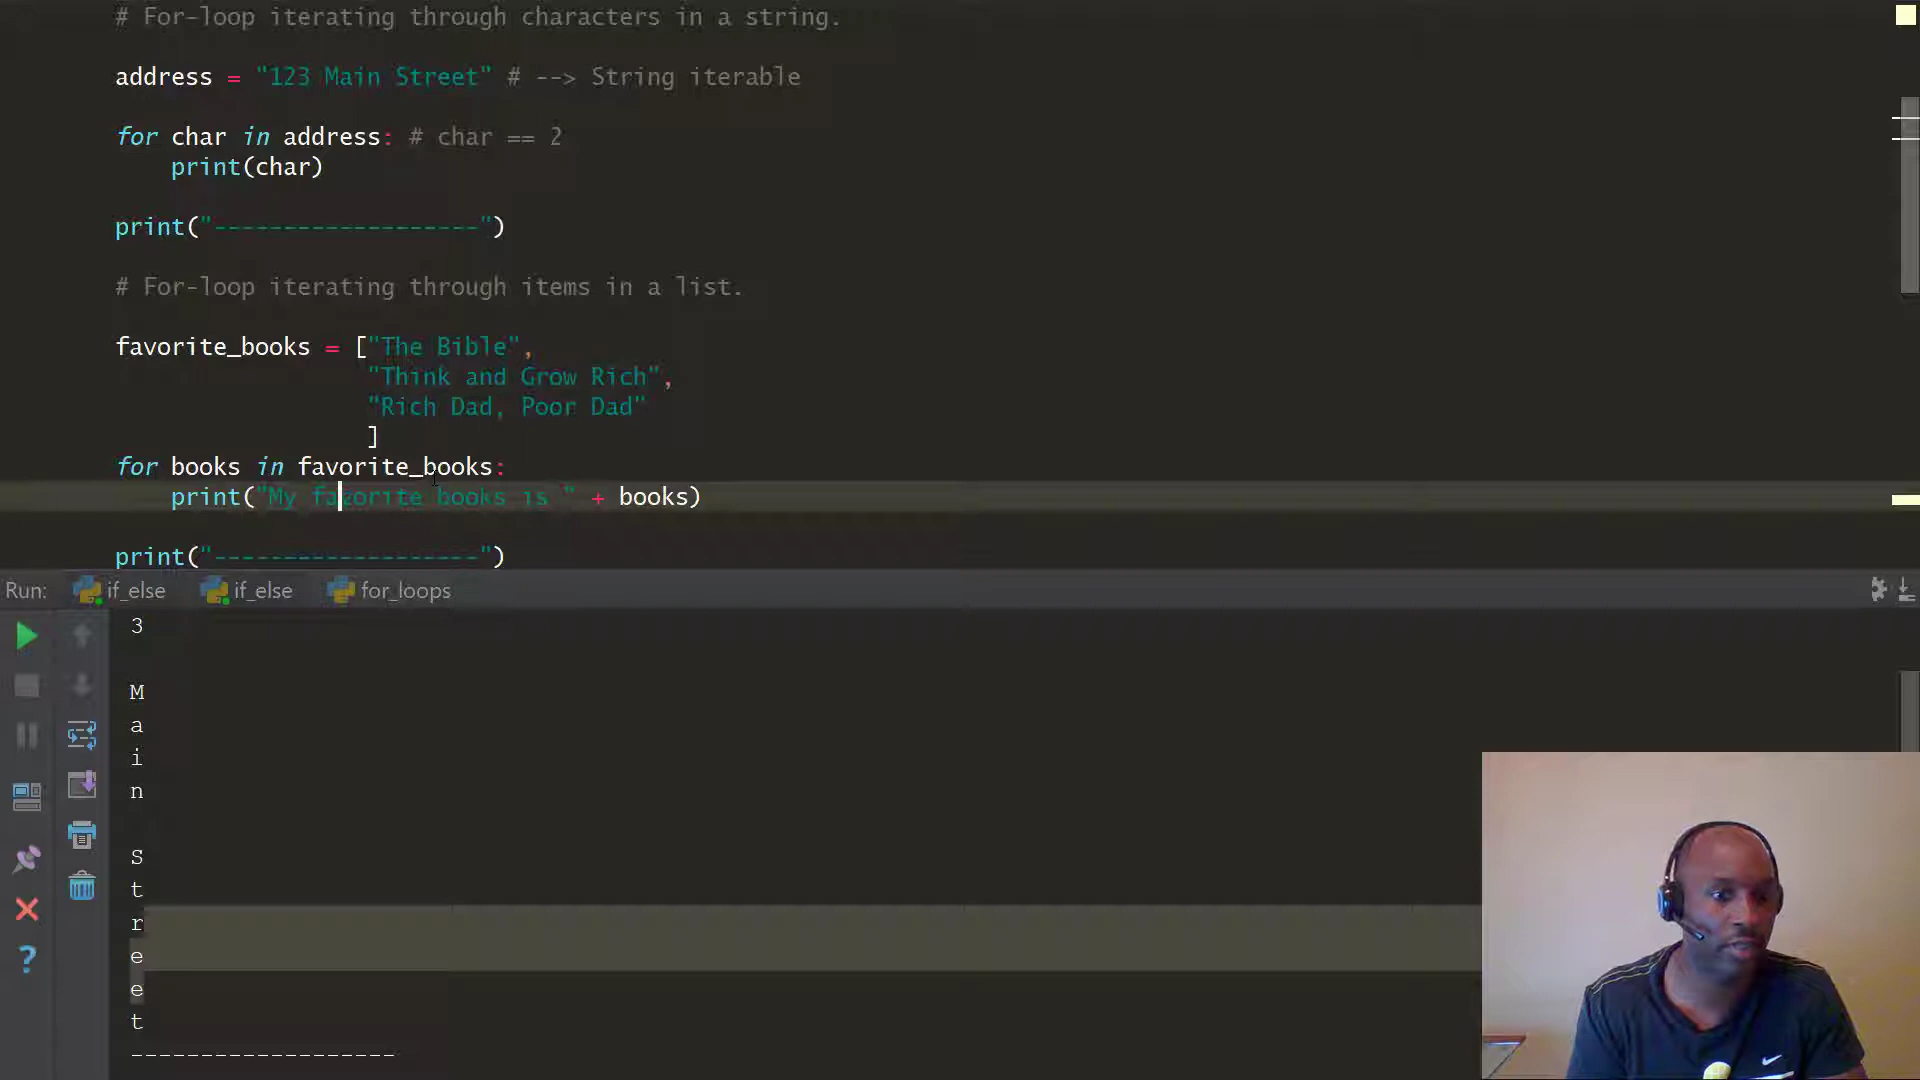 # For-loop iterating through characters in a string.
address = "123 Main Street" # --> String iterable
for char in address: # char == 2
print(char)
print("-------------------")
# For-loop iterating through items in a list.
favorite_books = ["The Bible",
"Think and Grow Rich",
"Rich Dad, Poor Dad"
]
for books in favorite_books:
print("My favorite books is " + books)
print("-------------------")
Run: if_else if_else for_loops
3
M
a
i
n
S
t
r
e
e
t
-------------------